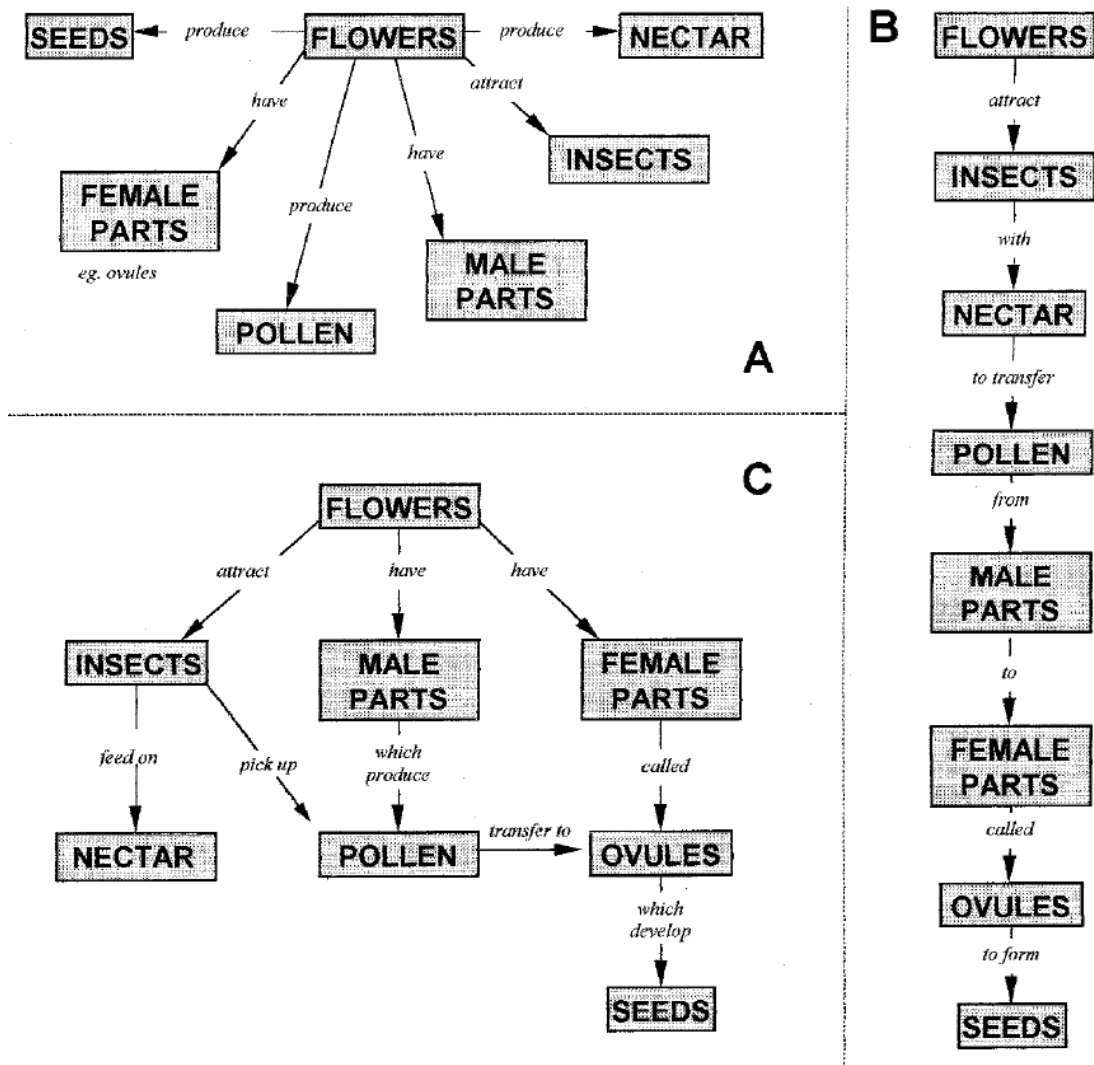 SEEDS produce FLOWERS produce NECTAR
have
attract
have
INSECTS
FEMALE
PARTS
produce
eg. ovules
MALE
PARTS
POLLEN
A
B
FLOWERS
attract
INSECTS
with
NECTAR
to transfer
POLLEN
from
MALE
PARTS
to
FEMALE
PARTS
called
OVULES
to form
SEEDS
C
FLOWERS
attract have have
INSECTS
MALE
PARTS
FEMALE
PARTS
feed on
pick up
which
produce
called
NECTAR
POLLEN
transfer to
OVULES
which
develop
SEEDS